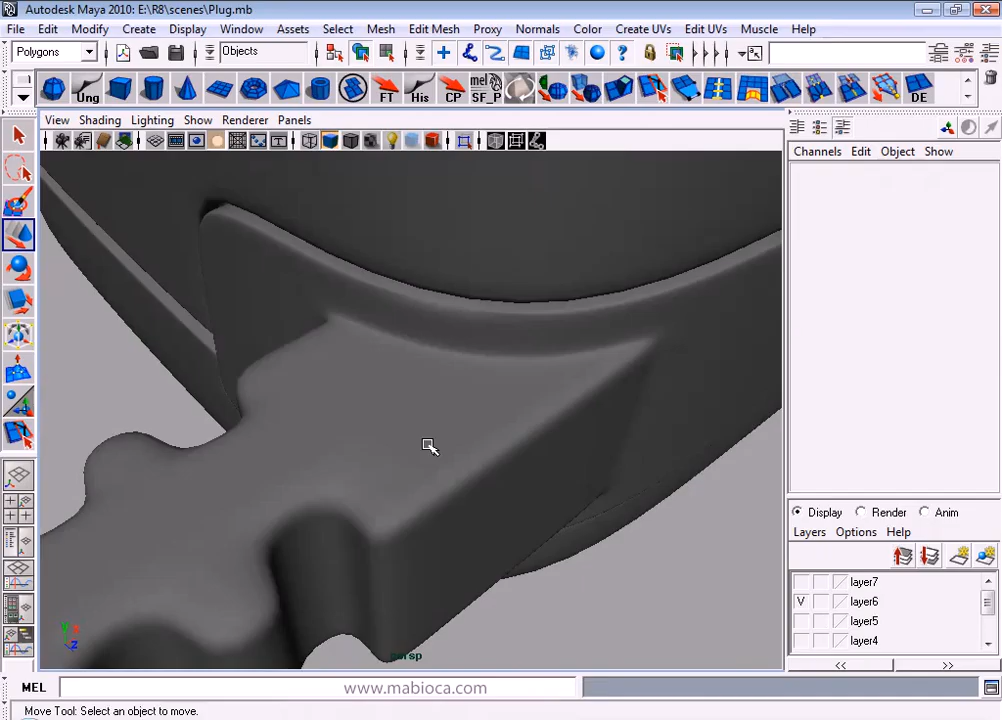 Autodesk Maya 2010: E:\R8\scenes\Plug.mb
File Edit Modify Create Display Window Assets Select Mesh Edit Mesh Proxy Normals Color Create UVs Edit UVs Muscle Help
Polygons Objects
Ung FT His mel SF_P CP DE
View Shading Lighting Show Renderer Panels
Channels Edit Object Show
persp
Display Render Anim
Layers Options Help
layer7
V layer6
layer5
layer4
<< >>
MEL www.mabioca.com
Move Tool: Select an object to move.